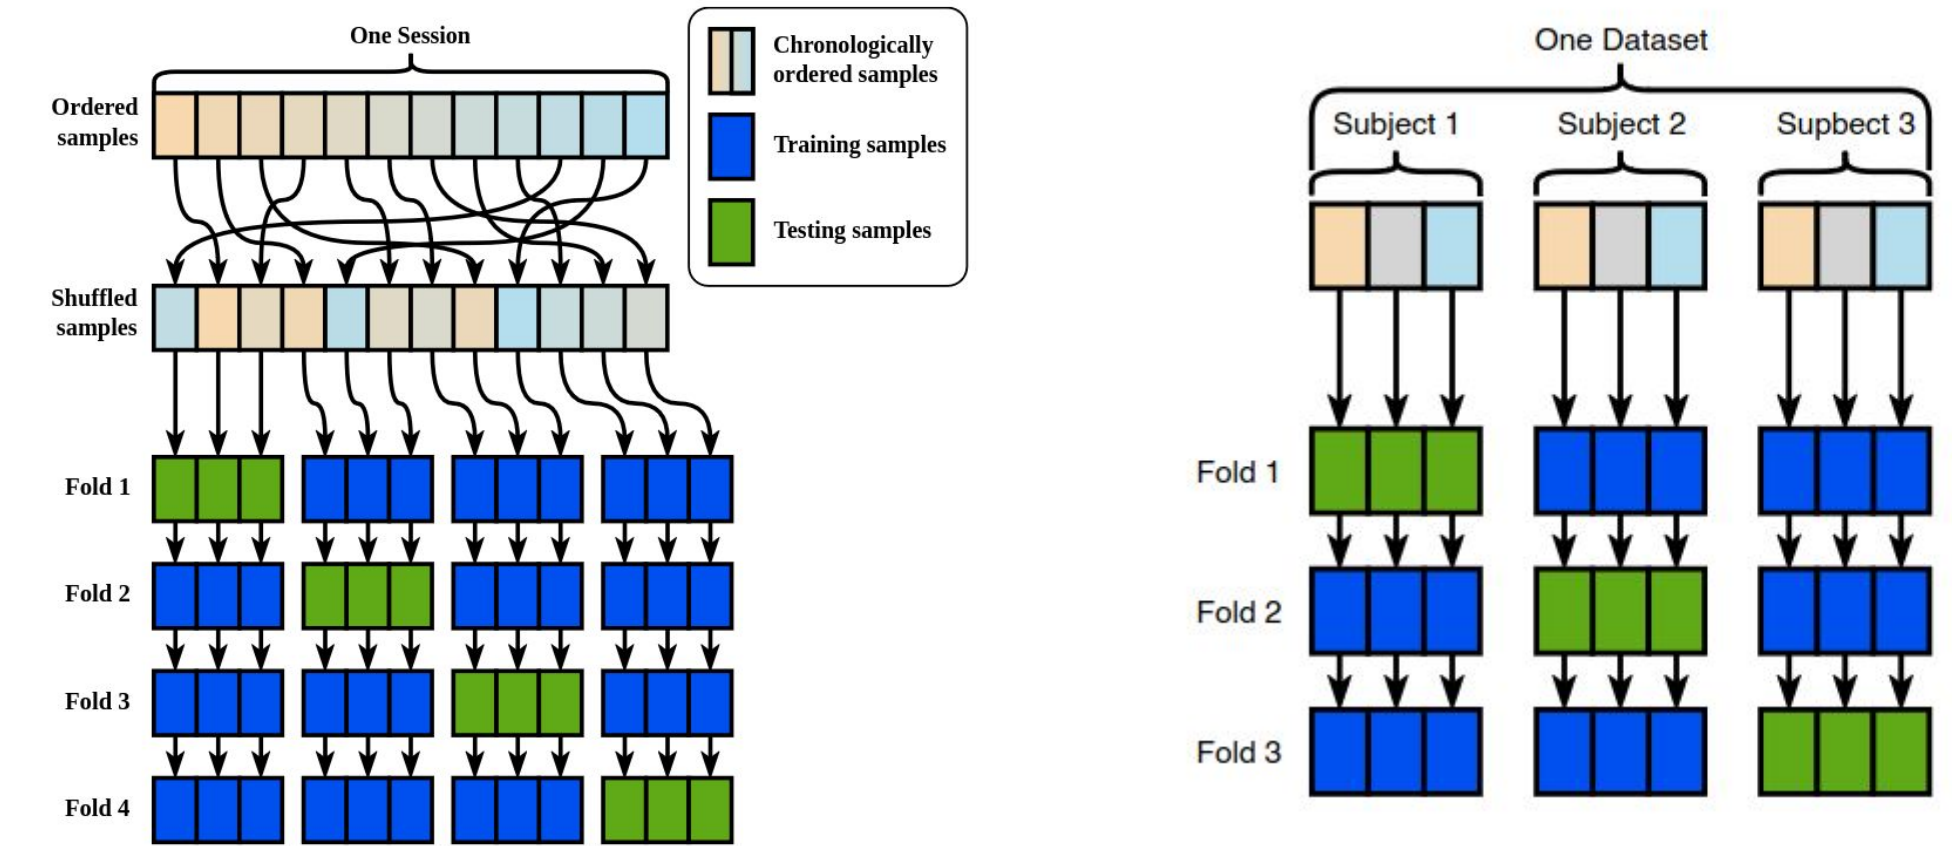 One Session
Ordered
samples
Shuffled
samples
Fold 1
Fold 2
Fold 3
Fold 4
Chronologically
ordered samples
Training samples
Testing samples
One Dataset
Subject 1 Subject 2 Supbect 3
Fold 1
Fold 2
Fold 3